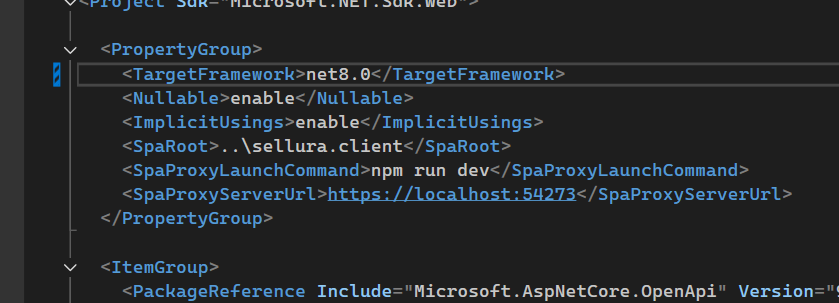 <Project Sdk="Microsoft.NET.Sdk.Web">
<PropertyGroup>
<TargetFramework>net8.0</TargetFramework>
<Nullable>enable</Nullable>
<ImplicitUsings>enable</ImplicitUsings>
<SpaRoot>..\sellura.client</SpaRoot>
<SpaProxyLaunchCommand>npm run dev</SpaProxyLaunchCommand>
<SpaProxyServerUrl>https://localhost:54273</SpaProxyServerUrl>
</PropertyGroup>
<ItemGroup>
<PackageReference Include="Microsoft.AspNetCore.OpenApi" Version="